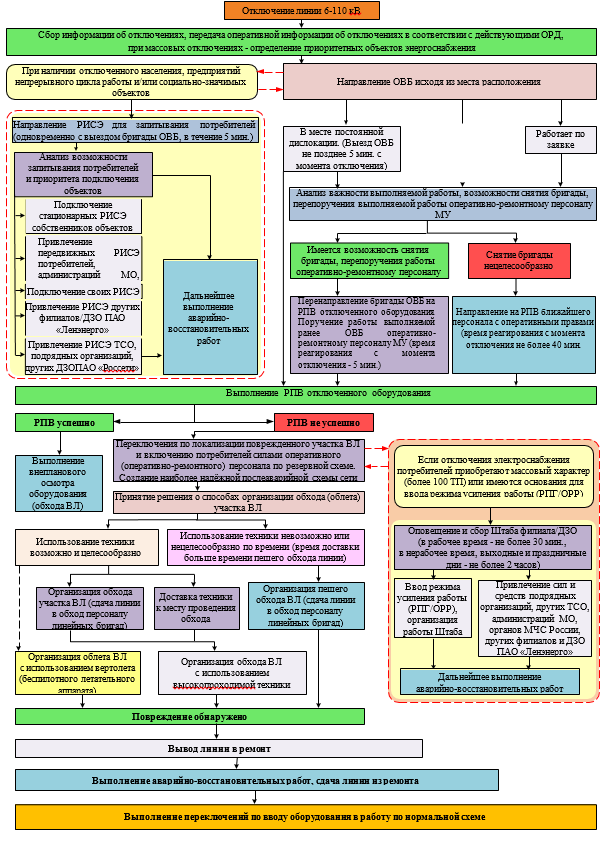 Отключение линии 6-110 кВ
Сбор информации об отключениях, передача оперативной информации об отключениях в соответствии с действующими ОРД,
при массовых отключениях - определение приоритетных объектов энергоснабжения
При наличии отключенного населения, предприятий
непрерывного цикла работы и/или социально-значимых
объектов
Направление ОВБ исходя из места расположения
Направление РИСЭ для запитывания потребителей
(одновременно с выездом бригады ОВБ, в течение 5 мин.)
Анализ возможности
запитывания потребителей
и приоритета подключения
объектов
Подключение
стационарных РИСЭ
собственников объектов
Привлечение
передвижных РИСЭ
потребителей,
администраций МО,
Подключение своих РИСЭ
Привлечение РИСЭ других
филиалов/ДЗО ПАО
«Ленэнерго»
Привлечение РИСЭ ТСО,
подрядных организаций,
других ДЗОПАО «Россети»
Дальнейшее
выполнение
аварийно-
восстановительных
работ
В месте постоянной
дислокации. (Выезд ОВБ
не позднее 5 мин. с
момента отключения)
Работает по
заявке
Анализ важности выполняемой работы, возможности снятия бригады,
перепоручения выполняемой работы оперативно-ремонтному персоналу
МУ
Имеется возможность снятия
бригады, перепоручения работы
оперативно-ремонтному персоналу
Снятие бригады
нецелесообразно
Перенаправление бригады ОВБ на
РПВ отключенного оборудования
Поручение работы выполняемой
ранее ОВБ оперативно-
ремонтному персоналу МУ (время
реагирования с момента
отключения - 5 мин.)
Направление на РПВ ближайшего
персонала с оперативными правами
(время реагирования с момента
отключения не более 40 мин.
Выполнение РПВ отключенного оборудования
РПВ успешно
РПВ не успешно
Выполнение
внепланового
осмотра
оборудования
(обхода ВЛ)
Переключения по локализации поврежденного участка ВЛ
и включению потребителей силами оперативного
(оперативно-ремонтного) персонала по резервной схеме.
Создание наиболее надёжной послеаварийной схемы сети
Принятие решения о способах организации обхода (облета)
участка ВЛ
Использование техники
возможно и целесообразно
Использование техники невозможно или
нецелесообразно по времени (время доставки
больше времени пешего обхода линии)
Организация обхода
участка ВЛ (сдача линии
в обход персоналу
линейных бригад)
Доставка техники
к месту проведения
обхода
Организация пешего
обхода ВЛ (сдача линии
в обход персоналу
линейных бригад)
Организация облета ВЛ
с использованием вертолета
(беспилотного летательного
аппарата)
Организация обхода ВЛ
с использованием
высокопроходимой техники
Если отключения электроснабжения
потребителей приобретают массовый характер
(более 100 ТП) или имеются основания для
ввода режима усиления работы (РПГ/ОРР)
Оповещение и сбор Штаба филиала/ДЗО
(в рабочее время - не более 30 мин.,
в нерабочее время, выходные и праздничные
дни - не более 2 часов)
Ввод режима
усиления работы
(РПГ/ОРР),
организация
работы Штаба
Привлечение сил и
средств подрядных
организаций, других ТСО,
администраций МО,
органов МЧС России,
других филиалов и ДЗО
ПАО «Ленэнерго»
Дальнейшее выполнение
аварийно-восстановительных работ
Повреждение обнаружено
Вывод линии в ремонт
Выполнение аварийно-восстановительных работ, сдача линии из ремонта
Выполнение переключений по вводу оборудования в работу по нормальной схеме